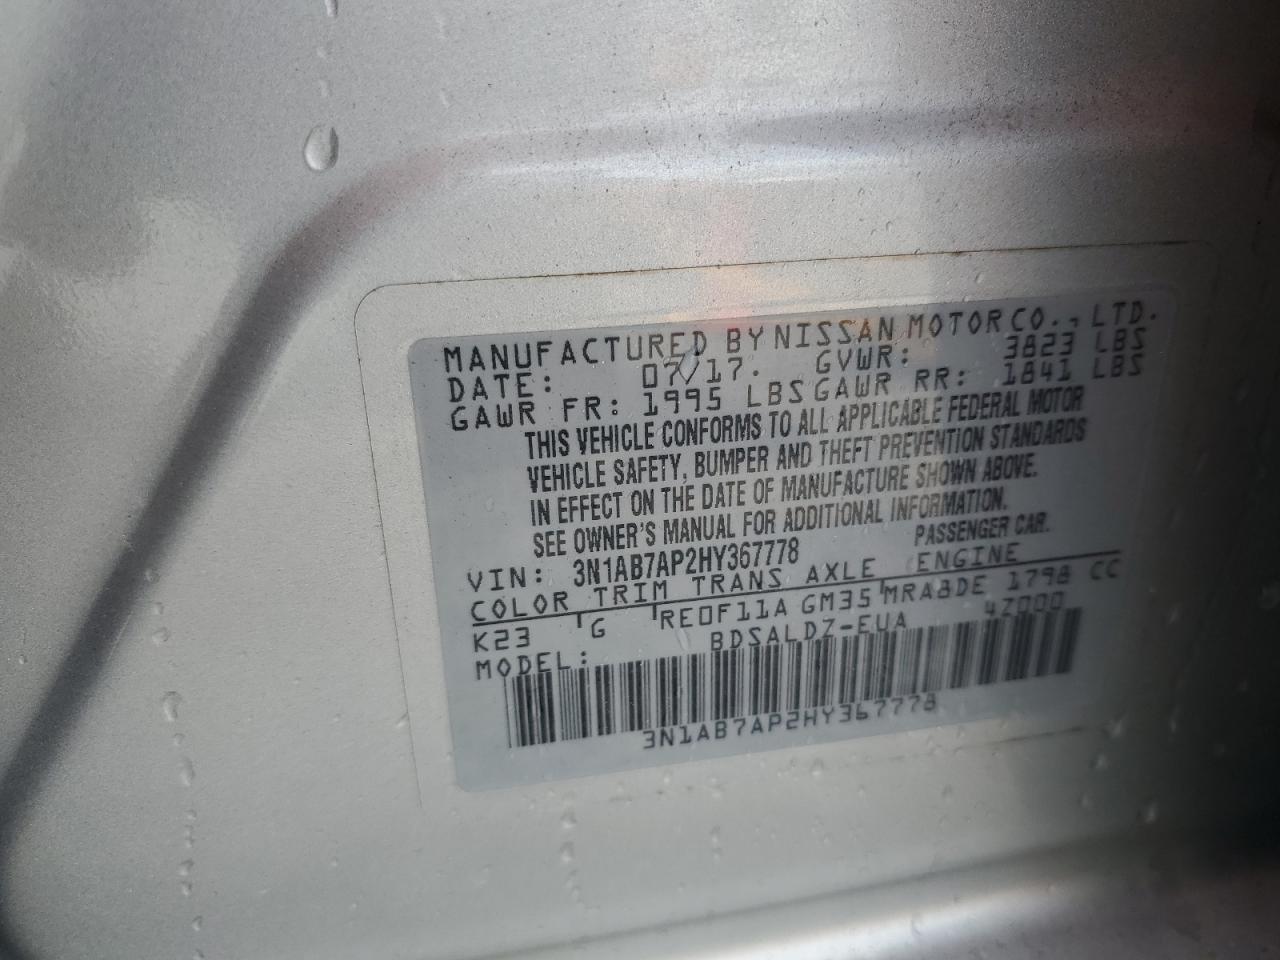 MANUFACTURED BY NISSAN MOTOR CO., LTD.
DATE: 07/17. GVWR: 3823 LBS
GAWR FR: 1995 LBS GAWR RR: 1841 LBS
THIS VEHICLE CONFORMS TO ALL APPLICABLE FEDERAL MOTOR
VEHICLE SAFETY, BUMPER AND THEFT PREVENTION STANDARDS
IN EFFECT ON THE DATE OF MANUFACTURE SHOWN ABOVE.
SEE OWNER'S MANUAL FOR ADDITIONAL INFORMATION.
VIN: 3N1AB7AP2HY367778 PASSENGER CAR.
COLOR TRIM TRANS AXLE ENGINE
K23 G RE0F11A GM35 MRA8DE 1798 CC
MODEL: BDSALDZ-EUA 4Z000
3N1AB7AP2HY367778